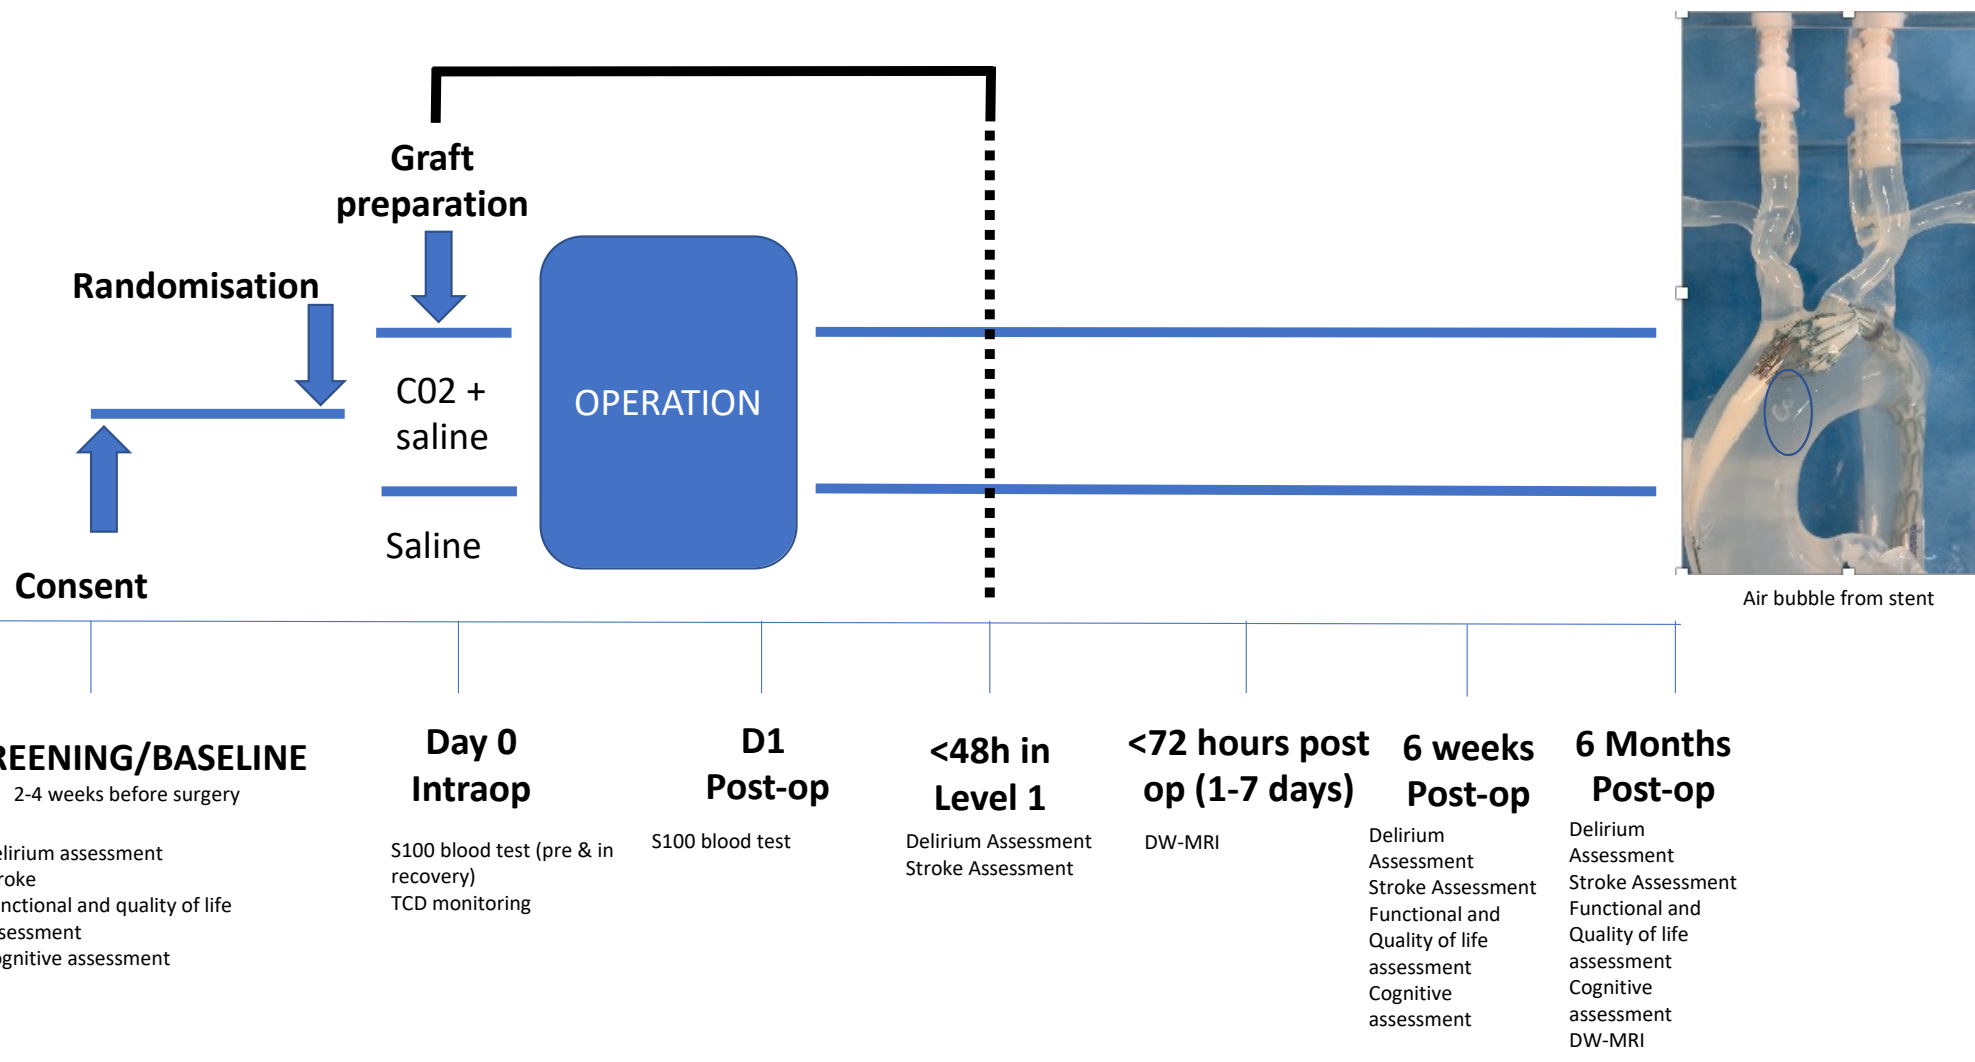 Graft
preparation
Randomisation
C02 +
saline
OPERATION
Saline
Consent
Air bubble from stent
REENING/BASELINE
2-4 weeks before surgery
elirium assessment
roke
nctional and quality of life
sessment
ognitive assessment
Day 0
Intraop
S100 blood test (pre & in
recovery)
TCD monitoring
D1
Post-op
S100 blood test
<48h in
Level 1
Delirium Assessment
Stroke Assessment
<72 hours post
op (1-7 days)
DW-MRI
6 weeks
Post-op
Delirium
Assessment
Stroke Assessment
Functional and
Quality of life
assessment
Cognitive
assessment
6 Months
Post-op
Delirium
Assessment
Stroke Assessment
Functional and
Quality of life
assessment
Cognitive
assessment
DW-MRI